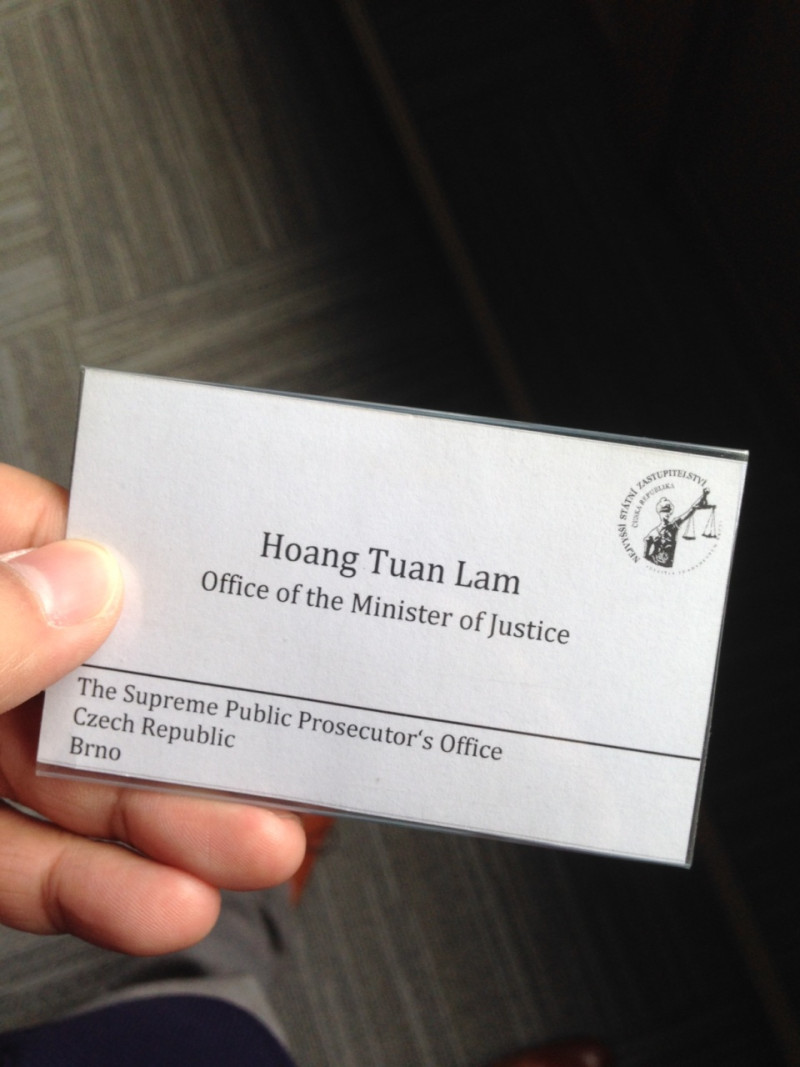 NEJVYŠŠÍ STÁTNÍ ZASTUPITELSTVÍ
ČESKÁ REPUBLIKA
Hoang Tuan Lam
Office of the Minister of Justice
The Supreme Public Prosecutor‘s Office
Czech Republic
Brno